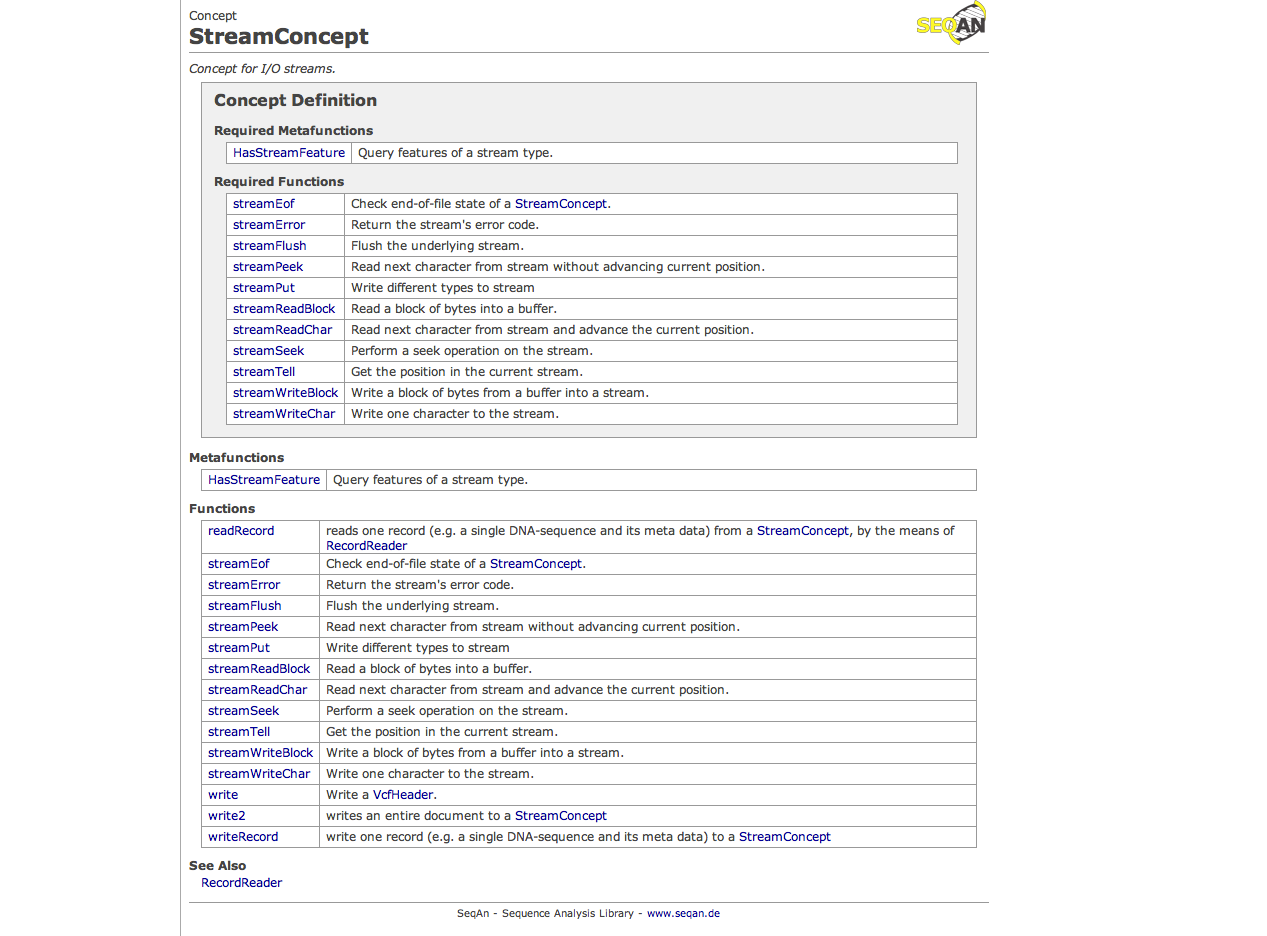 Concept
SEQAN
StreamConcept
Concept for I/O streams.
Concept Definition
Required Metafunctions
HasStreamFeature Query features of a stream type.
Required Functions
streamEof Check end-of-file state of a StreamConcept.
streamError Return the stream's error code.
streamFlush Flush the underlying stream.
streamPeek Read next character from stream without advancing current position.
streamPut Write different types to stream
streamReadBlock Read a block of bytes into a buffer.
streamReadChar Read next character from stream and advance the current position.
streamSeek Perform a seek operation on the stream.
streamTell Get the position in the current stream.
streamWriteBlock Write a block of bytes from a buffer into a stream.
streamWriteChar Write one character to the stream.
Metafunctions
HasStreamFeature Query features of a stream type.
Functions
readRecord reads one record (e.g. a single DNA-sequence and its meta data) from a StreamConcept, by the means of
RecordReader
streamEof Check end-of-file state of a StreamConcept.
streamError Return the stream's error code.
streamFlush Flush the underlying stream.
streamPeek Read next character from stream without advancing current position.
streamPut Write different types to stream
streamReadBlock Read a block of bytes into a buffer.
streamReadChar Read next character from stream and advance the current position.
streamSeek Perform a seek operation on the stream.
streamTell Get the position in the current stream.
streamWriteBlock Write a block of bytes from a buffer into a stream.
streamWriteChar Write one character to the stream.
write Write a VcfHeader.
write2 writes an entire document to a StreamConcept
writeRecord write one record (e.g. a single DNA-sequence and its meta data) to a StreamConcept
See Also
RecordReader
SeqAn - Sequence Analysis Library - www.seqan.de